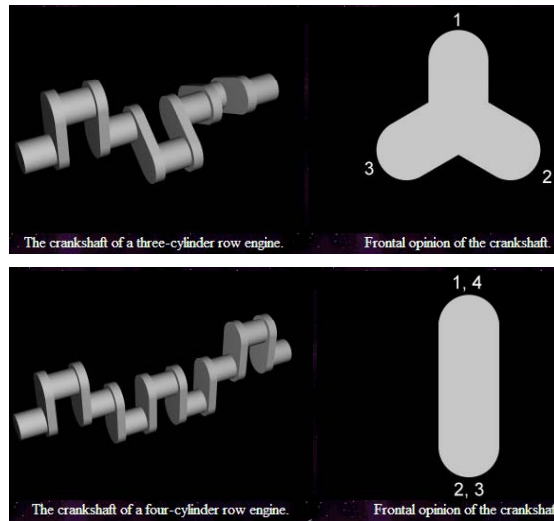 1
3
2
The crankshaft of a three-cylinder row engine.
Frontal opinion of the crankshaft.
1, 4
2, 3
The crankshaft of a four-cylinder row engine.
Frontal opinion of the crankshaf